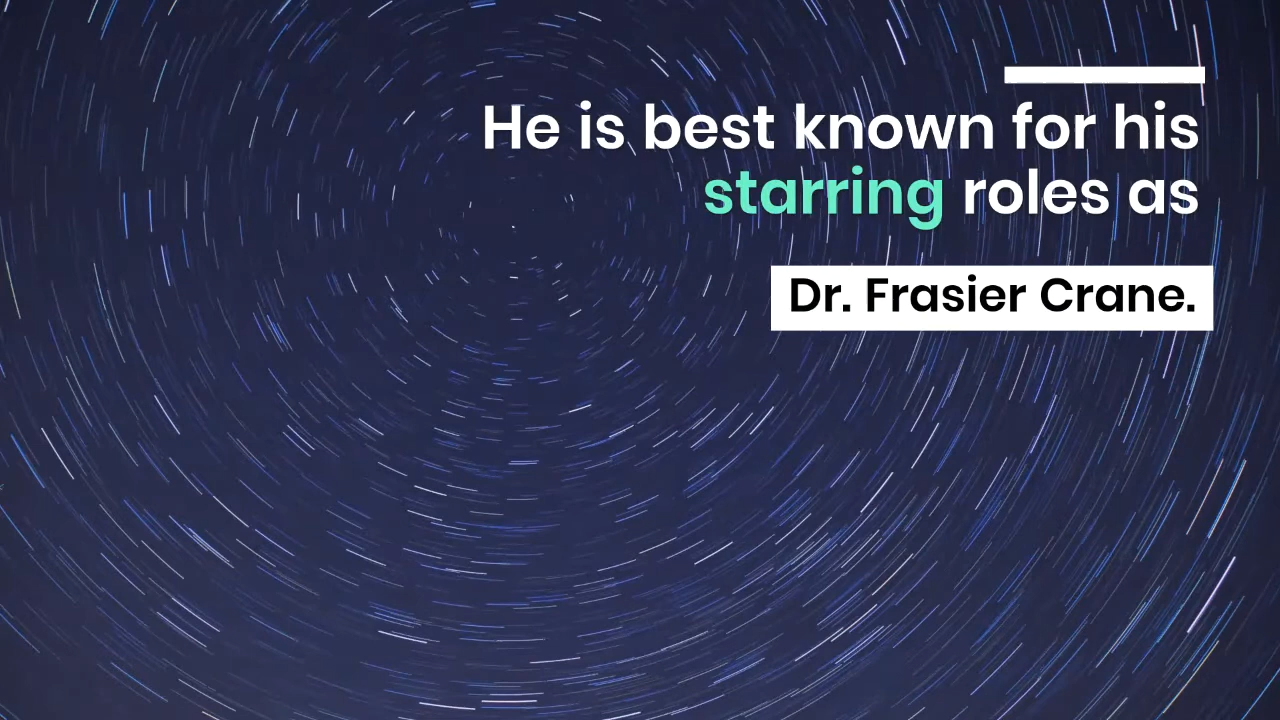 He is best known for his
starring roles as
Dr. Frasier Crane.